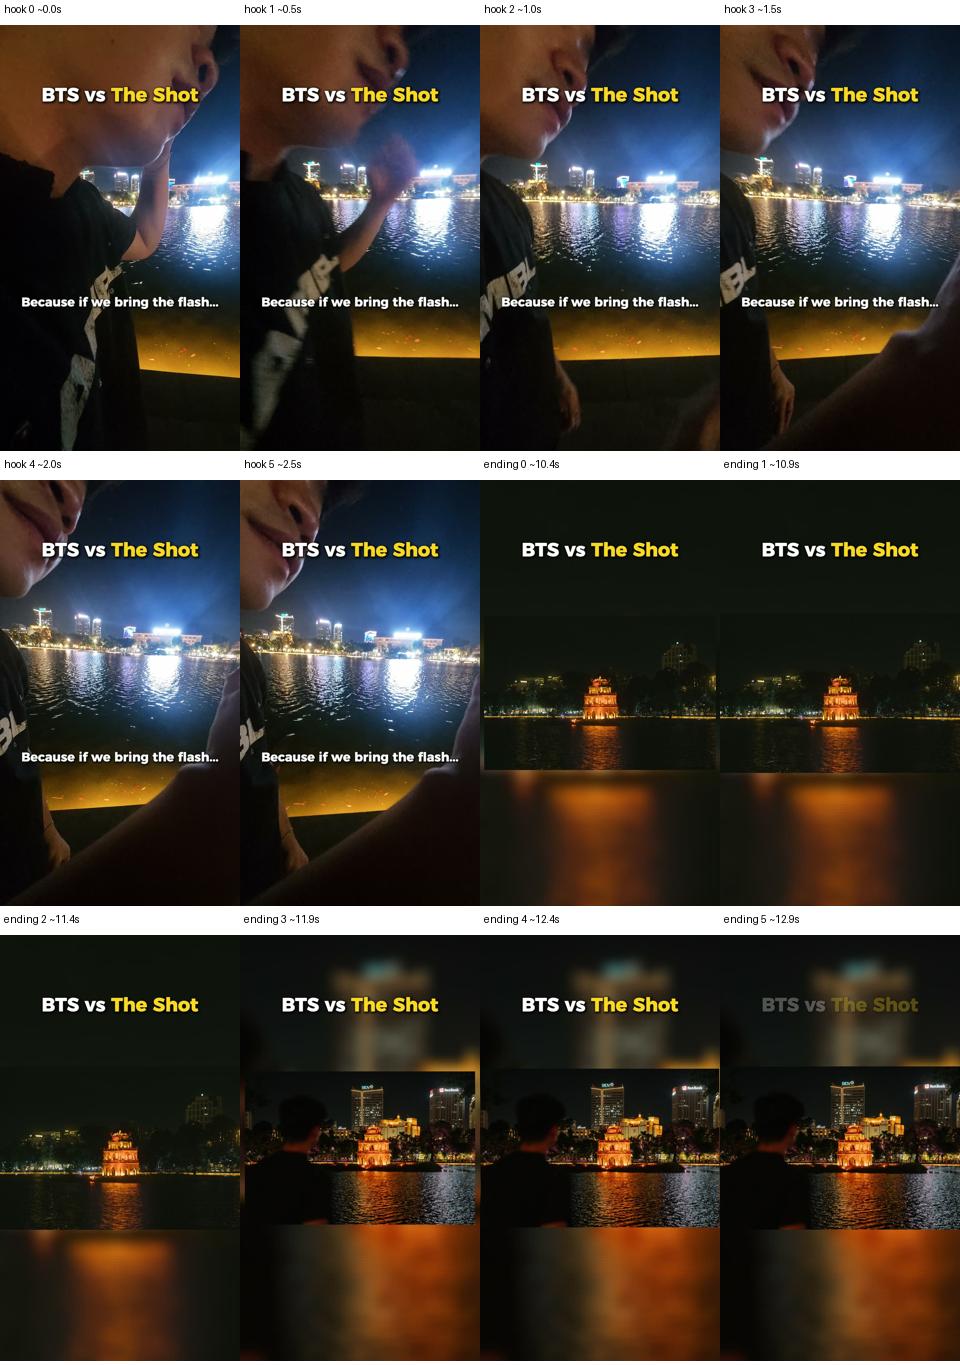 hook 0 ~0.0s
hook 1 ~0.5s
hook 2 ~1.0s
hook 3 ~1.5s
BTS vs The Shot
BTS vs The Shot
BTS vs The Shot
BTS vs The Shot
Because if we bring the flash...
Because if we bring the flash...
Because if we bring the flash...
Because if we bring the flash...
hook 4 ~2.0s
hook 5 ~2.5s
ending 0 ~10.4s
ending 1 ~10.9s
BTS vs The Shot
BTS vs The Shot
BTS vs The Shot
BTS vs The Shot
Because if we bring the flash...
Because if we bring the flash...
ending 2 ~11.4s
ending 3 ~11.9s
ending 4 ~12.4s
ending 5 ~12.9s
BTS vs The Shot
BTS vs The Shot
BTS vs The Shot
BTS vs The Shot